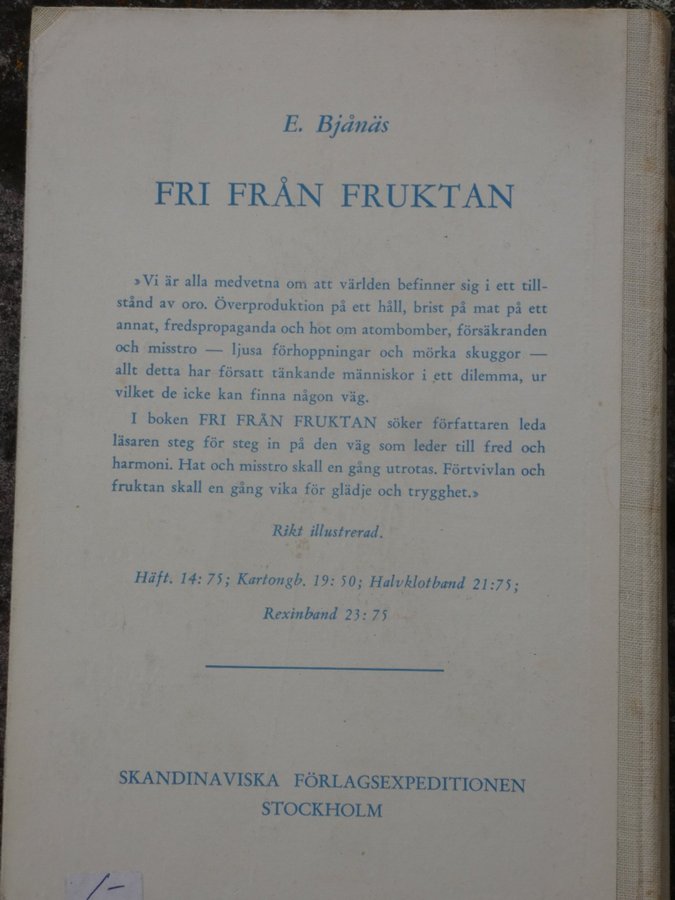 E. Bjånäs
FRI FRÅN FRUKTAN
»Vi är alla medvetna om att världen befinner sig i ett till-
stånd av oro. Överproduktion på ett håll, brist på mat på ett
annat, fredspropaganda och hot om atombomber, försäkranden
och misstro — ljusa förhoppningar och mörka skuggor —
allt detta har försatt tänkande människor i ett dilemma, ur
vilket de icke kan finna någon väg.
I boken FRI FRÅN FRUKTAN söker författaren leda
läsaren steg för steg in på den väg som leder till fred och
harmoni. Hat och misstro skall en gång utrotas. Förtvivlan och
fruktan skall en gång vika för glädje och trygghet.»
Rikt illustrerad.
Häft. 14:75; Kartongb. 19:50; Halvklotband 21:75;
Rexinband 23:75
SKANDINAVISKA FÖRLAGSEXPEDITIONEN
STOCKHOLM
/-